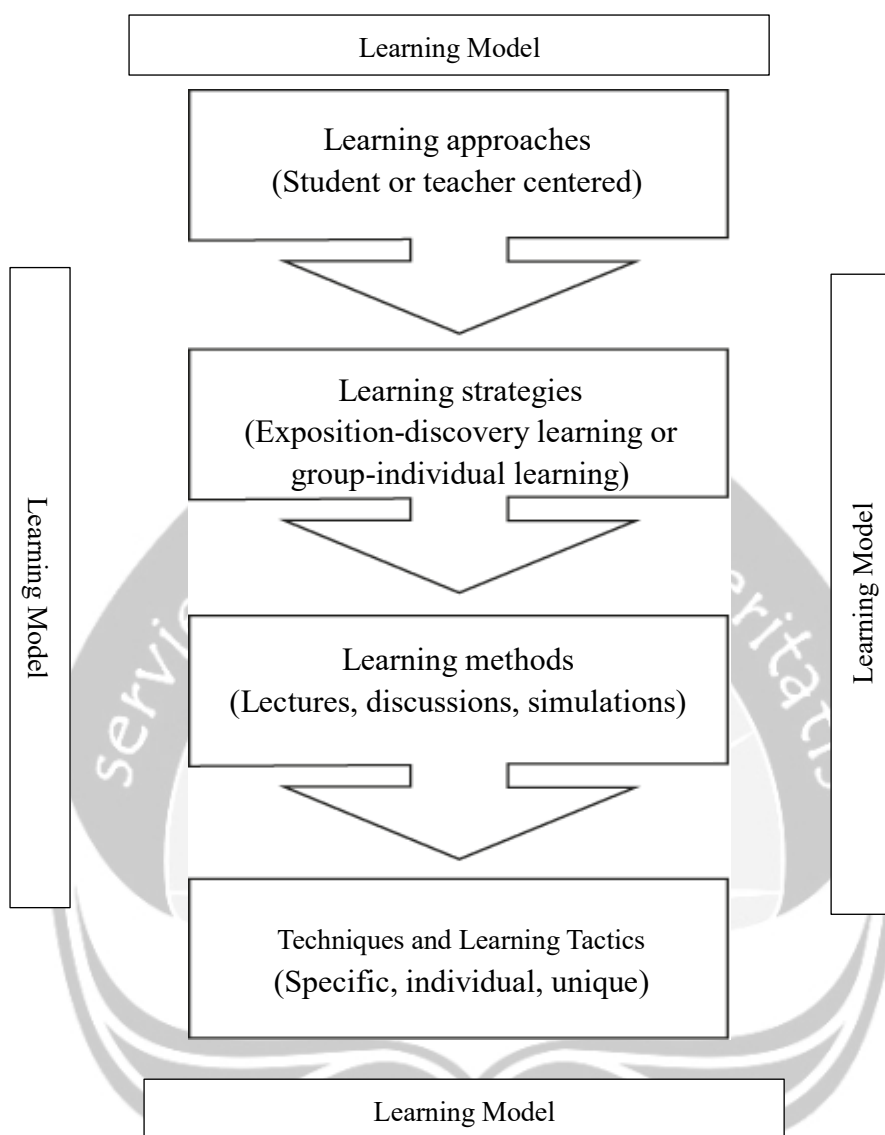 Learning Model
Learning approaches
(Student or teacher centered)
Learning strategies
(Exposition-discovery learning or
group-individual learning)
Learning Model
Learning Model
Learning methods
(Lectures, discussions, simulations)
Techniques and Learning Tactics
(Specific, individual, unique)
Learning Model